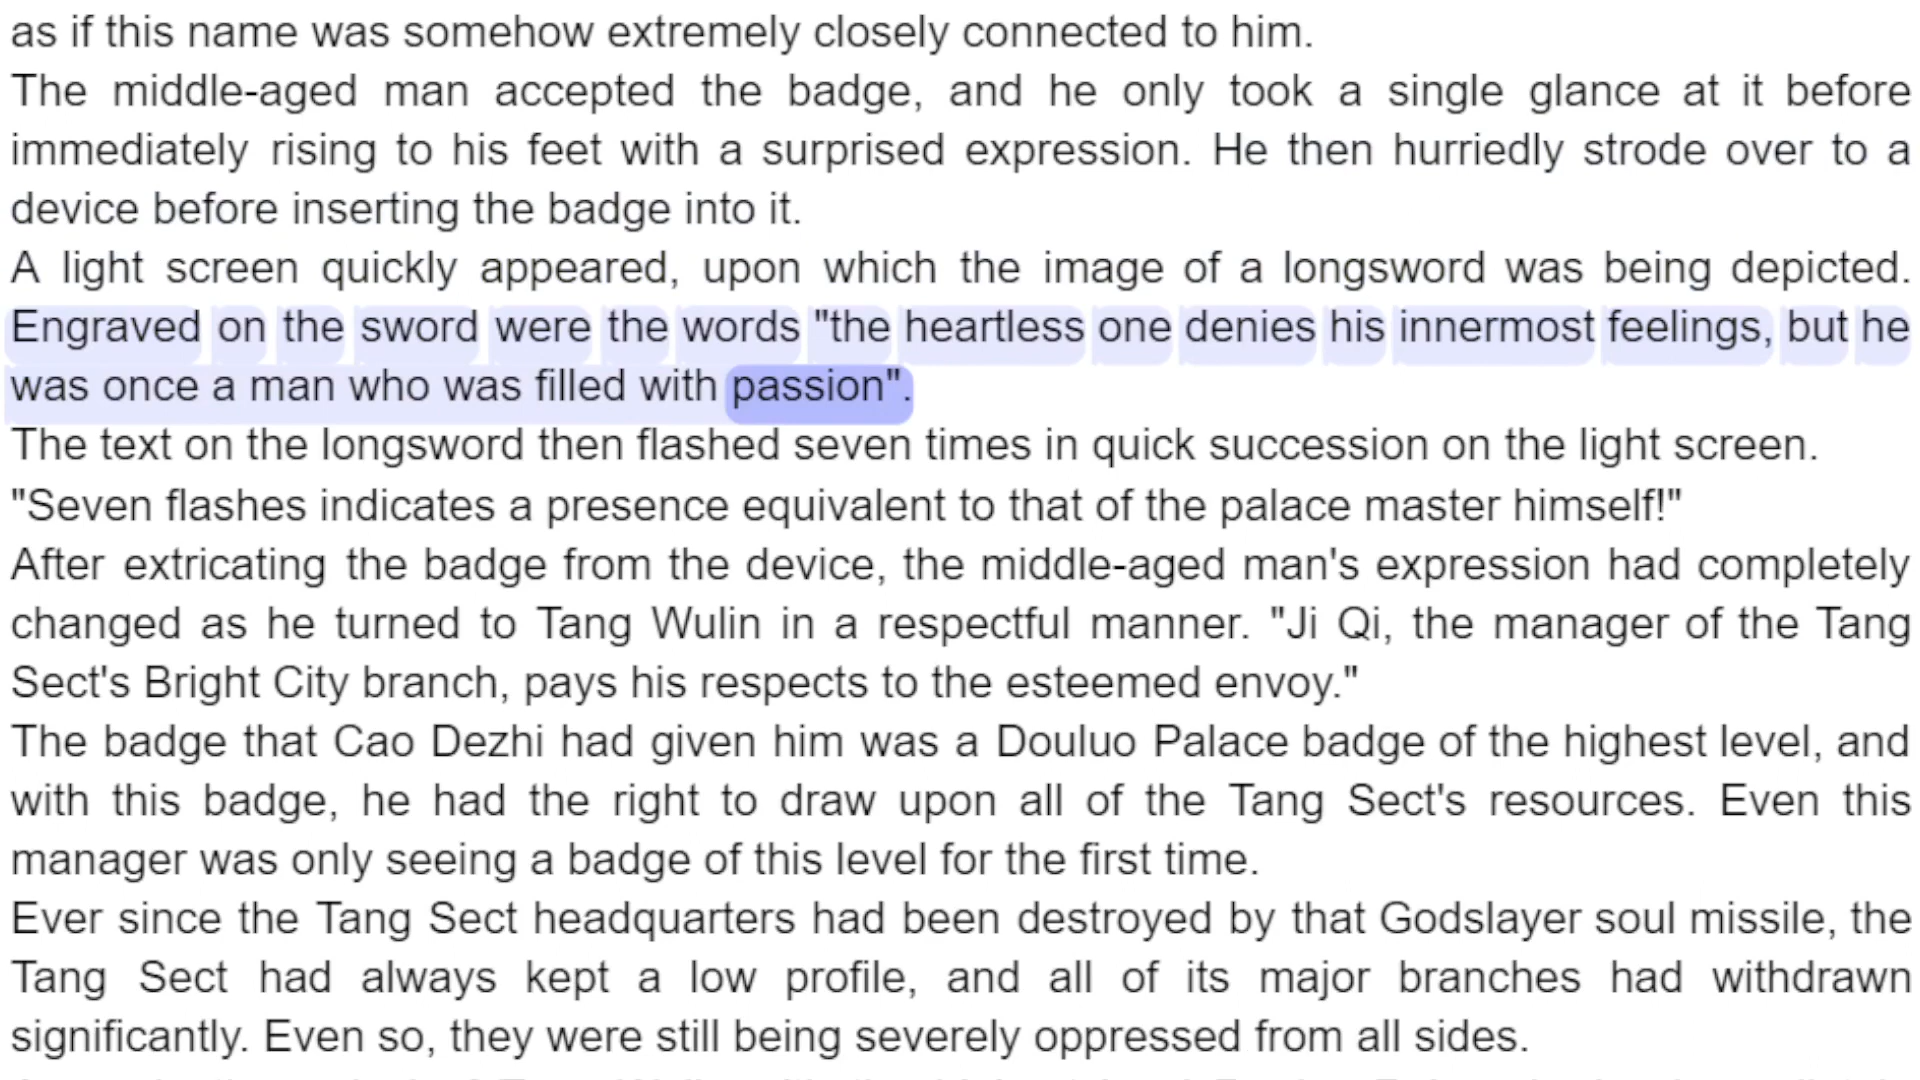 as if this name was somehow extremely closely connected to him.
The middle-aged man accepted the badge, and he only took a single glance at it before
immediately rising to his feet with a surprised expression. He then hurriedly strode over to a
device before inserting the badge into it.
A light screen quickly appeared, upon which the image of a longsword was being depicted.
Engraved on the sword were the words "the heartless one denies his innermost feelings, but he
was once a man who was filled with passion".
The text on the longsword then flashed seven times in quick succession on the light screen.
"Seven flashes indicates a presence equivalent to that of the palace master himself!"
After extricating the badge from the device, the middle-aged man's expression had completely
changed as he turned to Tang Wulin in a respectful manner. "Ji Qi, the manager of the Tang
Sect's Bright City branch, pays his respects to the esteemed envoy."
The badge that Cao Dezhi had given him was a Douluo Palace badge of the highest level, and
with this badge, he had the right to draw upon all of the Tang Sect's resources. Even this
manager was only seeing a badge of this level for the first time.
Ever since the Tang Sect headquarters had been destroyed by that Godslayer soul missile, the
Tang Sect had always kept a low profile, and all of its major branches had withdrawn
significantly. Even so, they were still being severely oppressed from all sides.